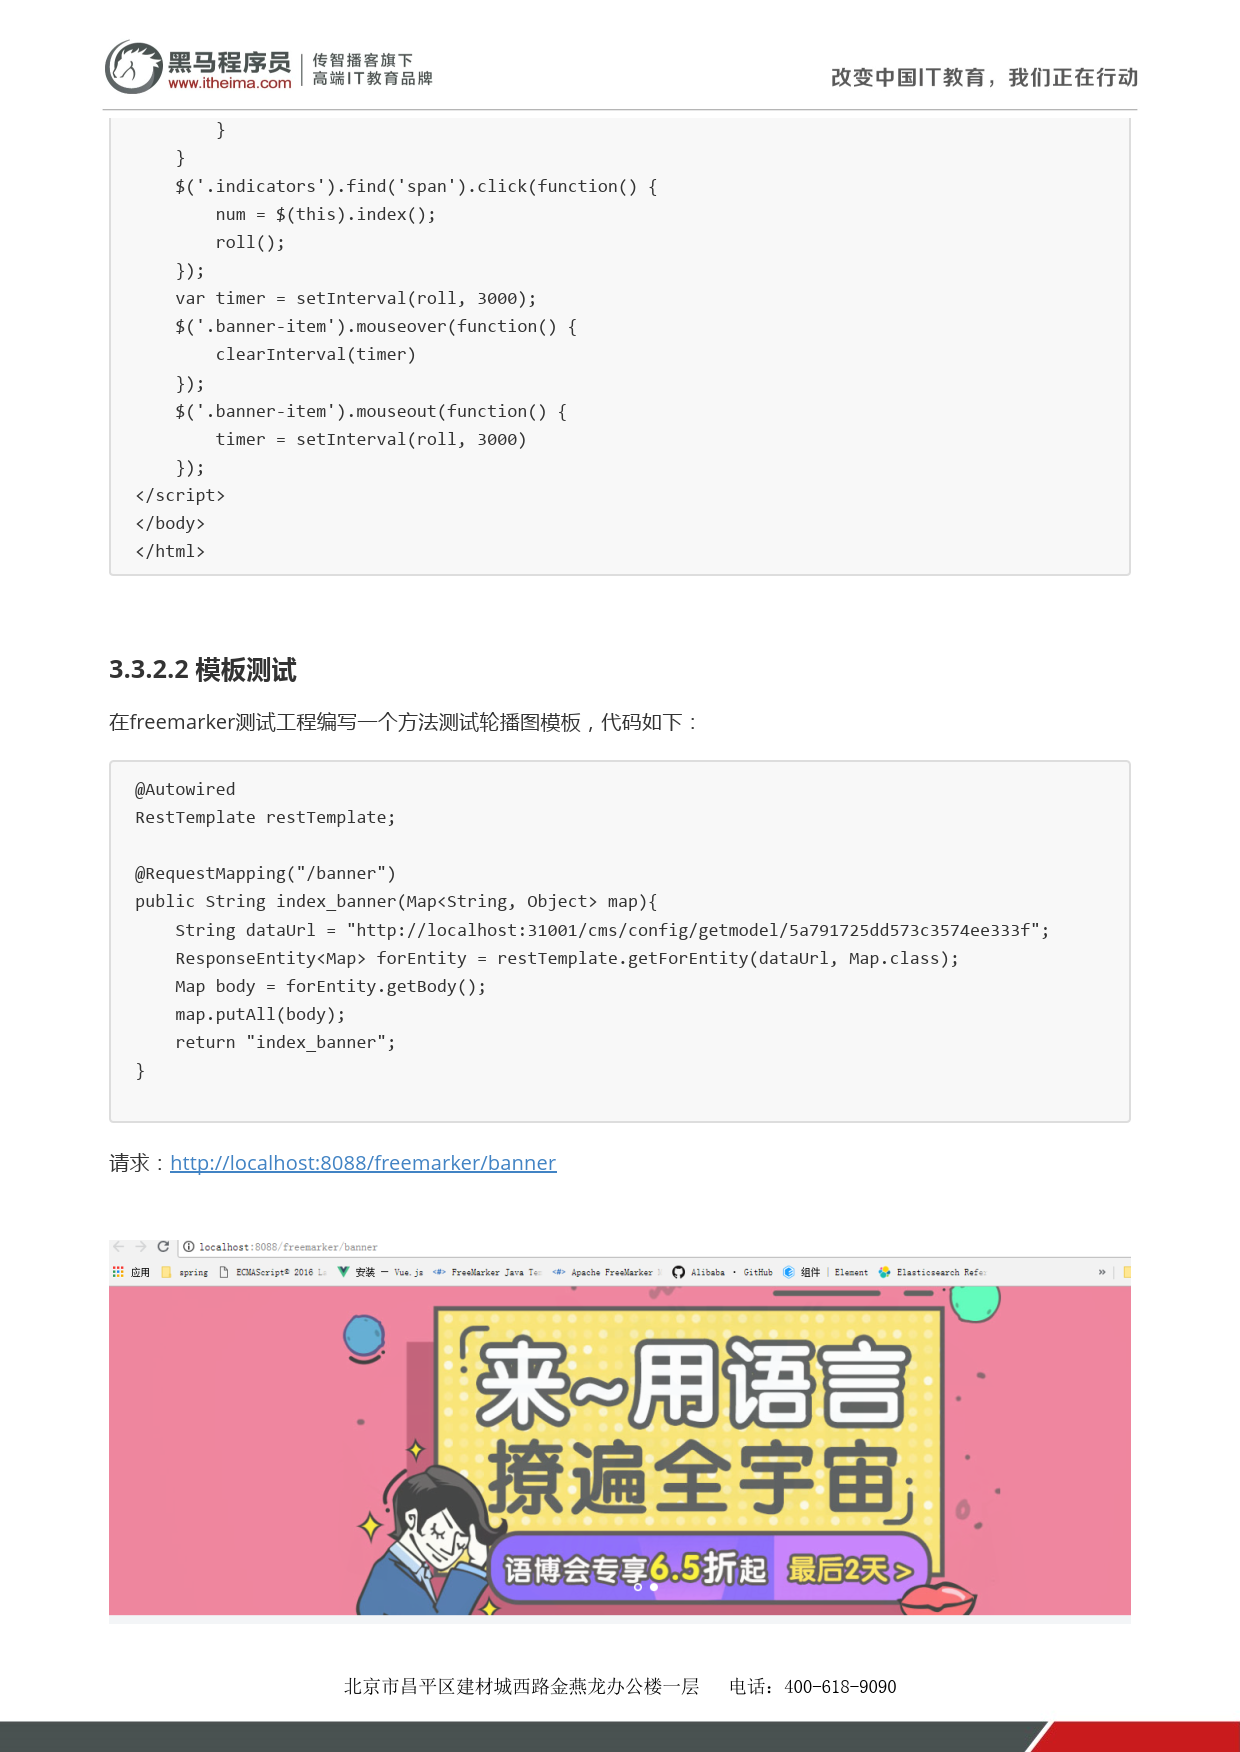 黑马程序员
www.itheima.com
传智播客旗下
高端IT教育品牌
改变中国IT教育，我们正在行动
        }
    }
    $('.indicators').find('span').click(function() {
        num = $(this).index();
        roll();
    });
    var timer = setInterval(roll, 3000);
    $('.banner-item').mouseover(function() {
        clearInterval(timer)
    });
    $('.banner-item').mouseout(function() {
        timer = setInterval(roll, 3000)
    });
</script>
</body>
</html>
3.3.2.2 模板测试
在freemarker测试工程编写一个方法测试轮播图模板，代码如下：
@Autowired
RestTemplate restTemplate;
@RequestMapping("/banner")
public String index_banner(Map<String, Object> map){
    String dataUrl = "http://localhost:31001/cms/config/getmodel/5a791725dd573c3574ee333f";
    ResponseEntity<Map> forEntity = restTemplate.getForEntity(dataUrl, Map.class);
    Map body = forEntity.getBody();
    map.putAll(body);
    return "index_banner";
}
请求：http://localhost:8088/freemarker/banner
localhost:8088/freemarker/banner
应用 spring ECMAScript® 2016 La 安装 — Vue.js FreeMarker Java Te Apache FreeMarker Alibaba · GitHub 组件 | Element Elasticsearch Refer »
来~用语言
撩遍全宇宙
语博会专享6.5折起 最后2天 >
北京市昌平区建材城西路金燕龙办公楼一层 电话：400-618-9090